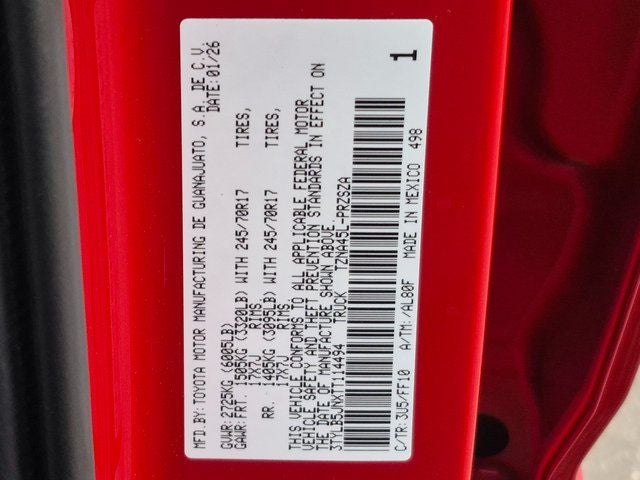 MFD.BY:TOYOTA MOTOR MANUFACTURING DE GUANAJUATO, S.A.DE C.V.
DATE:01/26
GVWR: 2725KG (6005LB)
GAWR: FRT. 1505KG (3320LB) WITH 245/70R17 TIRES,
17X7J RIMS,
RR. 1405KG (3095LB) WITH 245/70R17 TIRES,
17X7J RIMS.
THIS VEHICLE CONFORMS TO ALL APPLICABLE FEDERAL MOTOR
VEHICLE SAFETY AND THEFT PREVENTION STANDARDS IN EFFECT ON
THE DATE OF MANUFACTURE SHOWN ABOVE.
3TYLB5JNXTT114494 TRUCK TZNA45L-PRZSZA
C/TR: 3U5/FF10 A/TM:/AL80F MADE IN MEXICO 498
1